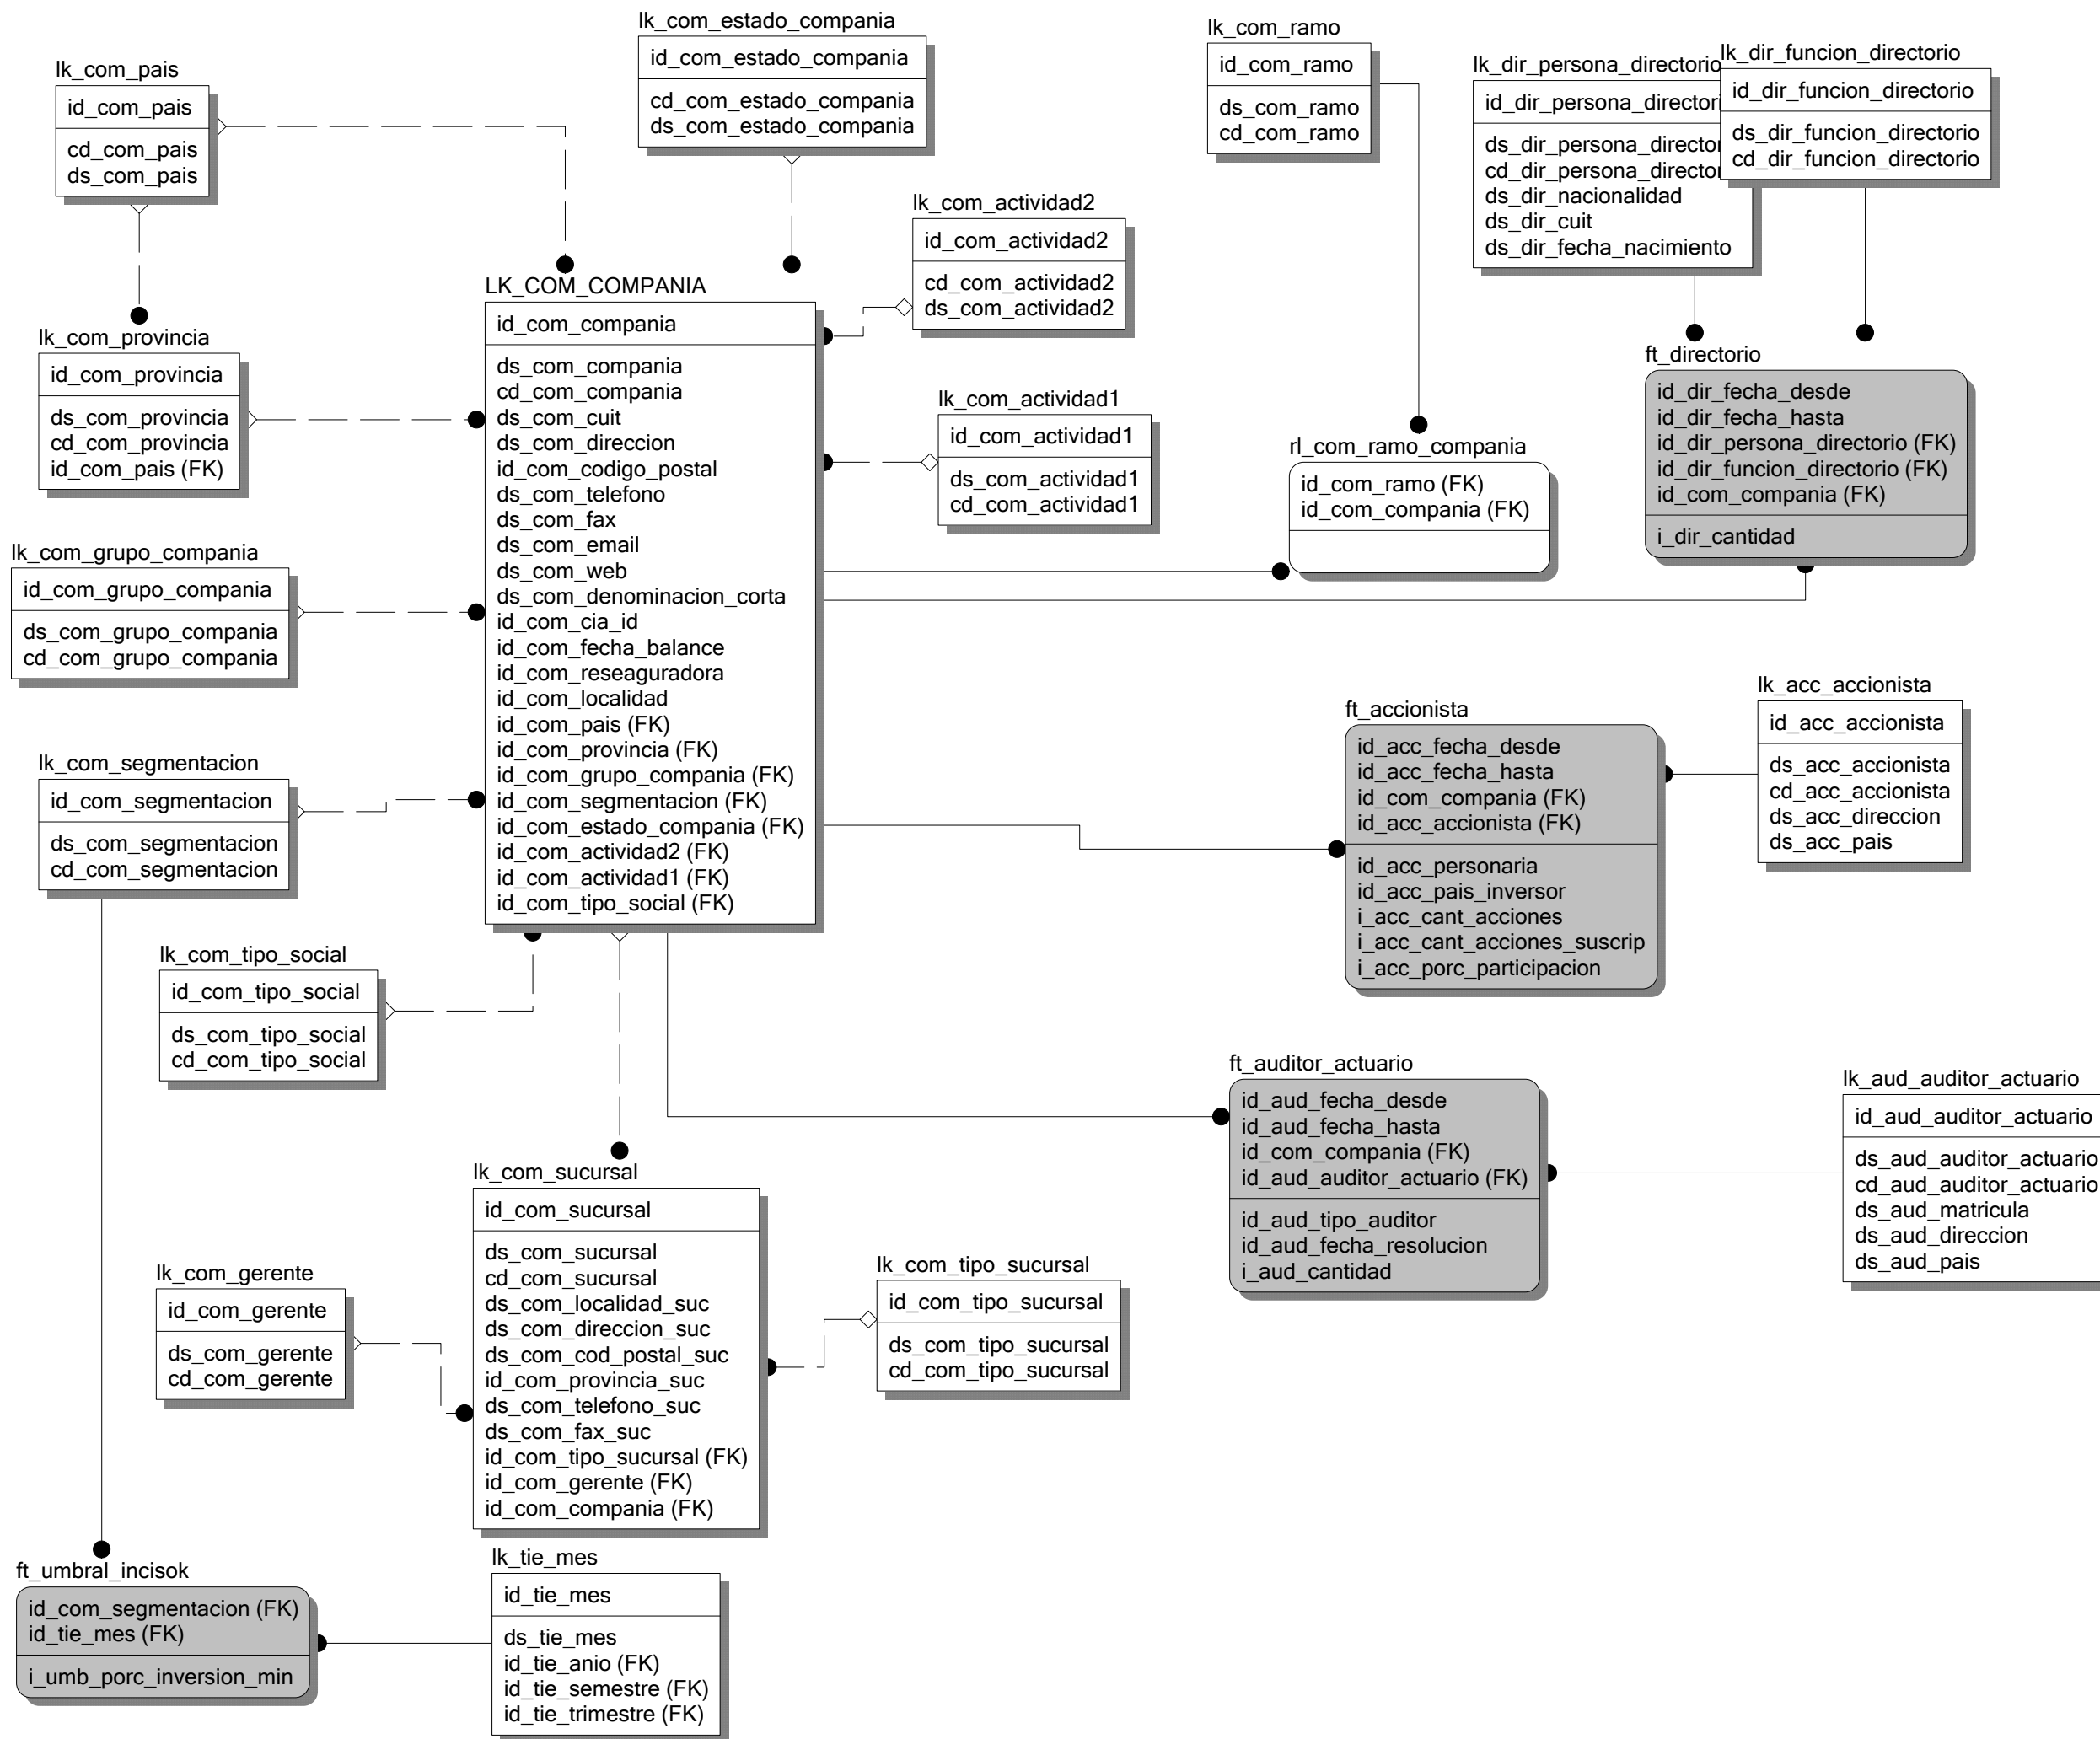 lk_com_estado_compania
id_com_estado_compania
cd_com_estado_compania
ds_com_estado_compania
lk_com_pais
id_com_pais
cd_com_pais
ds_com_pais
lk_com_ramo
id_com_ramo
ds_com_ramo
cd_com_ramo
lk_dir_persona_directorio
id_dir_persona_directori
ds_dir_persona_director
cd_dir_persona_director
ds_dir_nacionalidad
ds_dir_cuit
ds_dir_fecha_nacimiento
lk_dir_funcion_directorio
id_dir_funcion_directorio
ds_dir_funcion_directorio
cd_dir_funcion_directorio
lk_com_actividad2
id_com_actividad2
cd_com_actividad2
ds_com_actividad2
LK_COM_COMPANIA
id_com_compania
ds_com_compania
cd_com_compania
ds_com_cuit
ds_com_direccion
id_com_codigo_postal
ds_com_telefono
ds_com_fax
ds_com_email
ds_com_web
ds_com_denominacion_corta
id_com_cia_id
id_com_fecha_balance
id_com_reseaguradora
id_com_localidad
id_com_pais (FK)
id_com_provincia (FK)
id_com_grupo_compania (FK)
id_com_segmentacion (FK)
id_com_estado_compania (FK)
id_com_actividad2 (FK)
id_com_actividad1 (FK)
id_com_tipo_social (FK)
lk_com_provincia
id_com_provincia
ds_com_provincia
cd_com_provincia
id_com_pais (FK)
lk_com_actividad1
id_com_actividad1
ds_com_actividad1
cd_com_actividad1
rl_com_ramo_compania
id_com_ramo (FK)
id_com_compania (FK)
ft_directorio
id_dir_fecha_desde
id_dir_fecha_hasta
id_dir_persona_directorio (FK)
id_dir_funcion_directorio (FK)
id_com_compania (FK)
i_dir_cantidad
lk_com_grupo_compania
id_com_grupo_compania
ds_com_grupo_compania
cd_com_grupo_compania
lk_com_segmentacion
id_com_segmentacion
ds_com_segmentacion
cd_com_segmentacion
ft_accionista
id_acc_fecha_desde
id_acc_fecha_hasta
id_com_compania (FK)
id_acc_accionista (FK)
id_acc_personaria
id_acc_pais_inversor
i_acc_cant_acciones
i_acc_cant_acciones_suscrip
i_acc_porc_participacion
lk_acc_accionista
id_acc_accionista
ds_acc_accionista
cd_acc_accionista
ds_acc_direccion
ds_acc_pais
lk_com_tipo_social
id_com_tipo_social
ds_com_tipo_social
cd_com_tipo_social
ft_auditor_actuario
id_aud_fecha_desde
id_aud_fecha_hasta
id_com_compania (FK)
id_aud_auditor_actuario (FK)
id_aud_tipo_auditor
id_aud_fecha_resolucion
i_aud_cantidad
lk_aud_auditor_actuario
id_aud_auditor_actuario
ds_aud_auditor_actuario
cd_aud_auditor_actuario
ds_aud_matricula
ds_aud_direccion
ds_aud_pais
lk_com_sucursal
id_com_sucursal
ds_com_sucursal
cd_com_sucursal
ds_com_localidad_suc
ds_com_direccion_suc
ds_com_cod_postal_suc
id_com_provincia_suc
ds_com_telefono_suc
ds_com_fax_suc
id_com_tipo_sucursal (FK)
id_com_gerente (FK)
id_com_compania (FK)
lk_com_gerente
id_com_gerente
ds_com_gerente
cd_com_gerente
lk_com_tipo_sucursal
id_com_tipo_sucursal
ds_com_tipo_sucursal
cd_com_tipo_sucursal
ft_umbral_incisok
id_com_segmentacion (FK)
id_tie_mes (FK)
i_umb_porc_inversion_min
lk_tie_mes
id_tie_mes
ds_tie_mes
id_tie_anio (FK)
id_tie_semestre (FK)
id_tie_trimestre (FK)